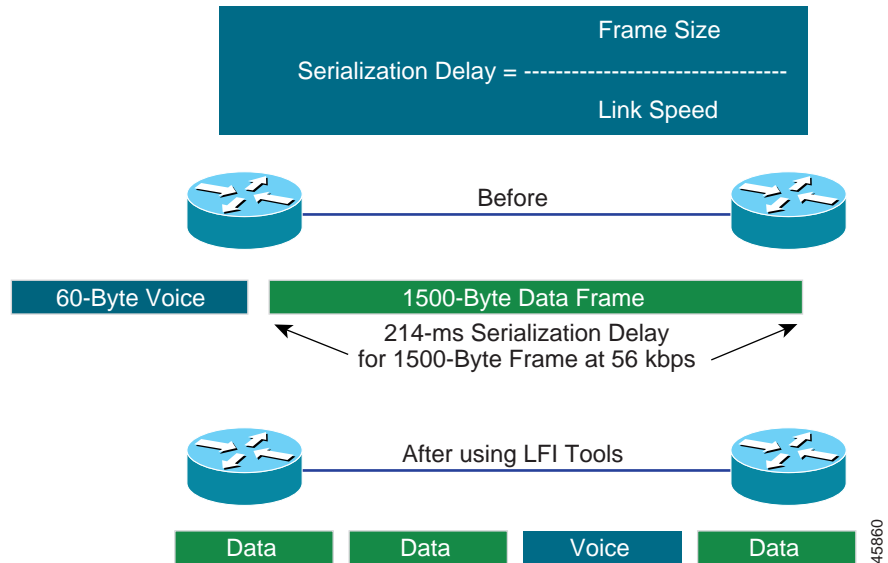 Frame Size
Serialization Delay = ---------------------------------
Link Speed
Before
60-Byte Voice
1500-Byte Data Frame
214-ms Serialization Delay
for 1500-Byte Frame at 56 kbps
After using LFI Tools
Data
Data
Voice
Data
45860